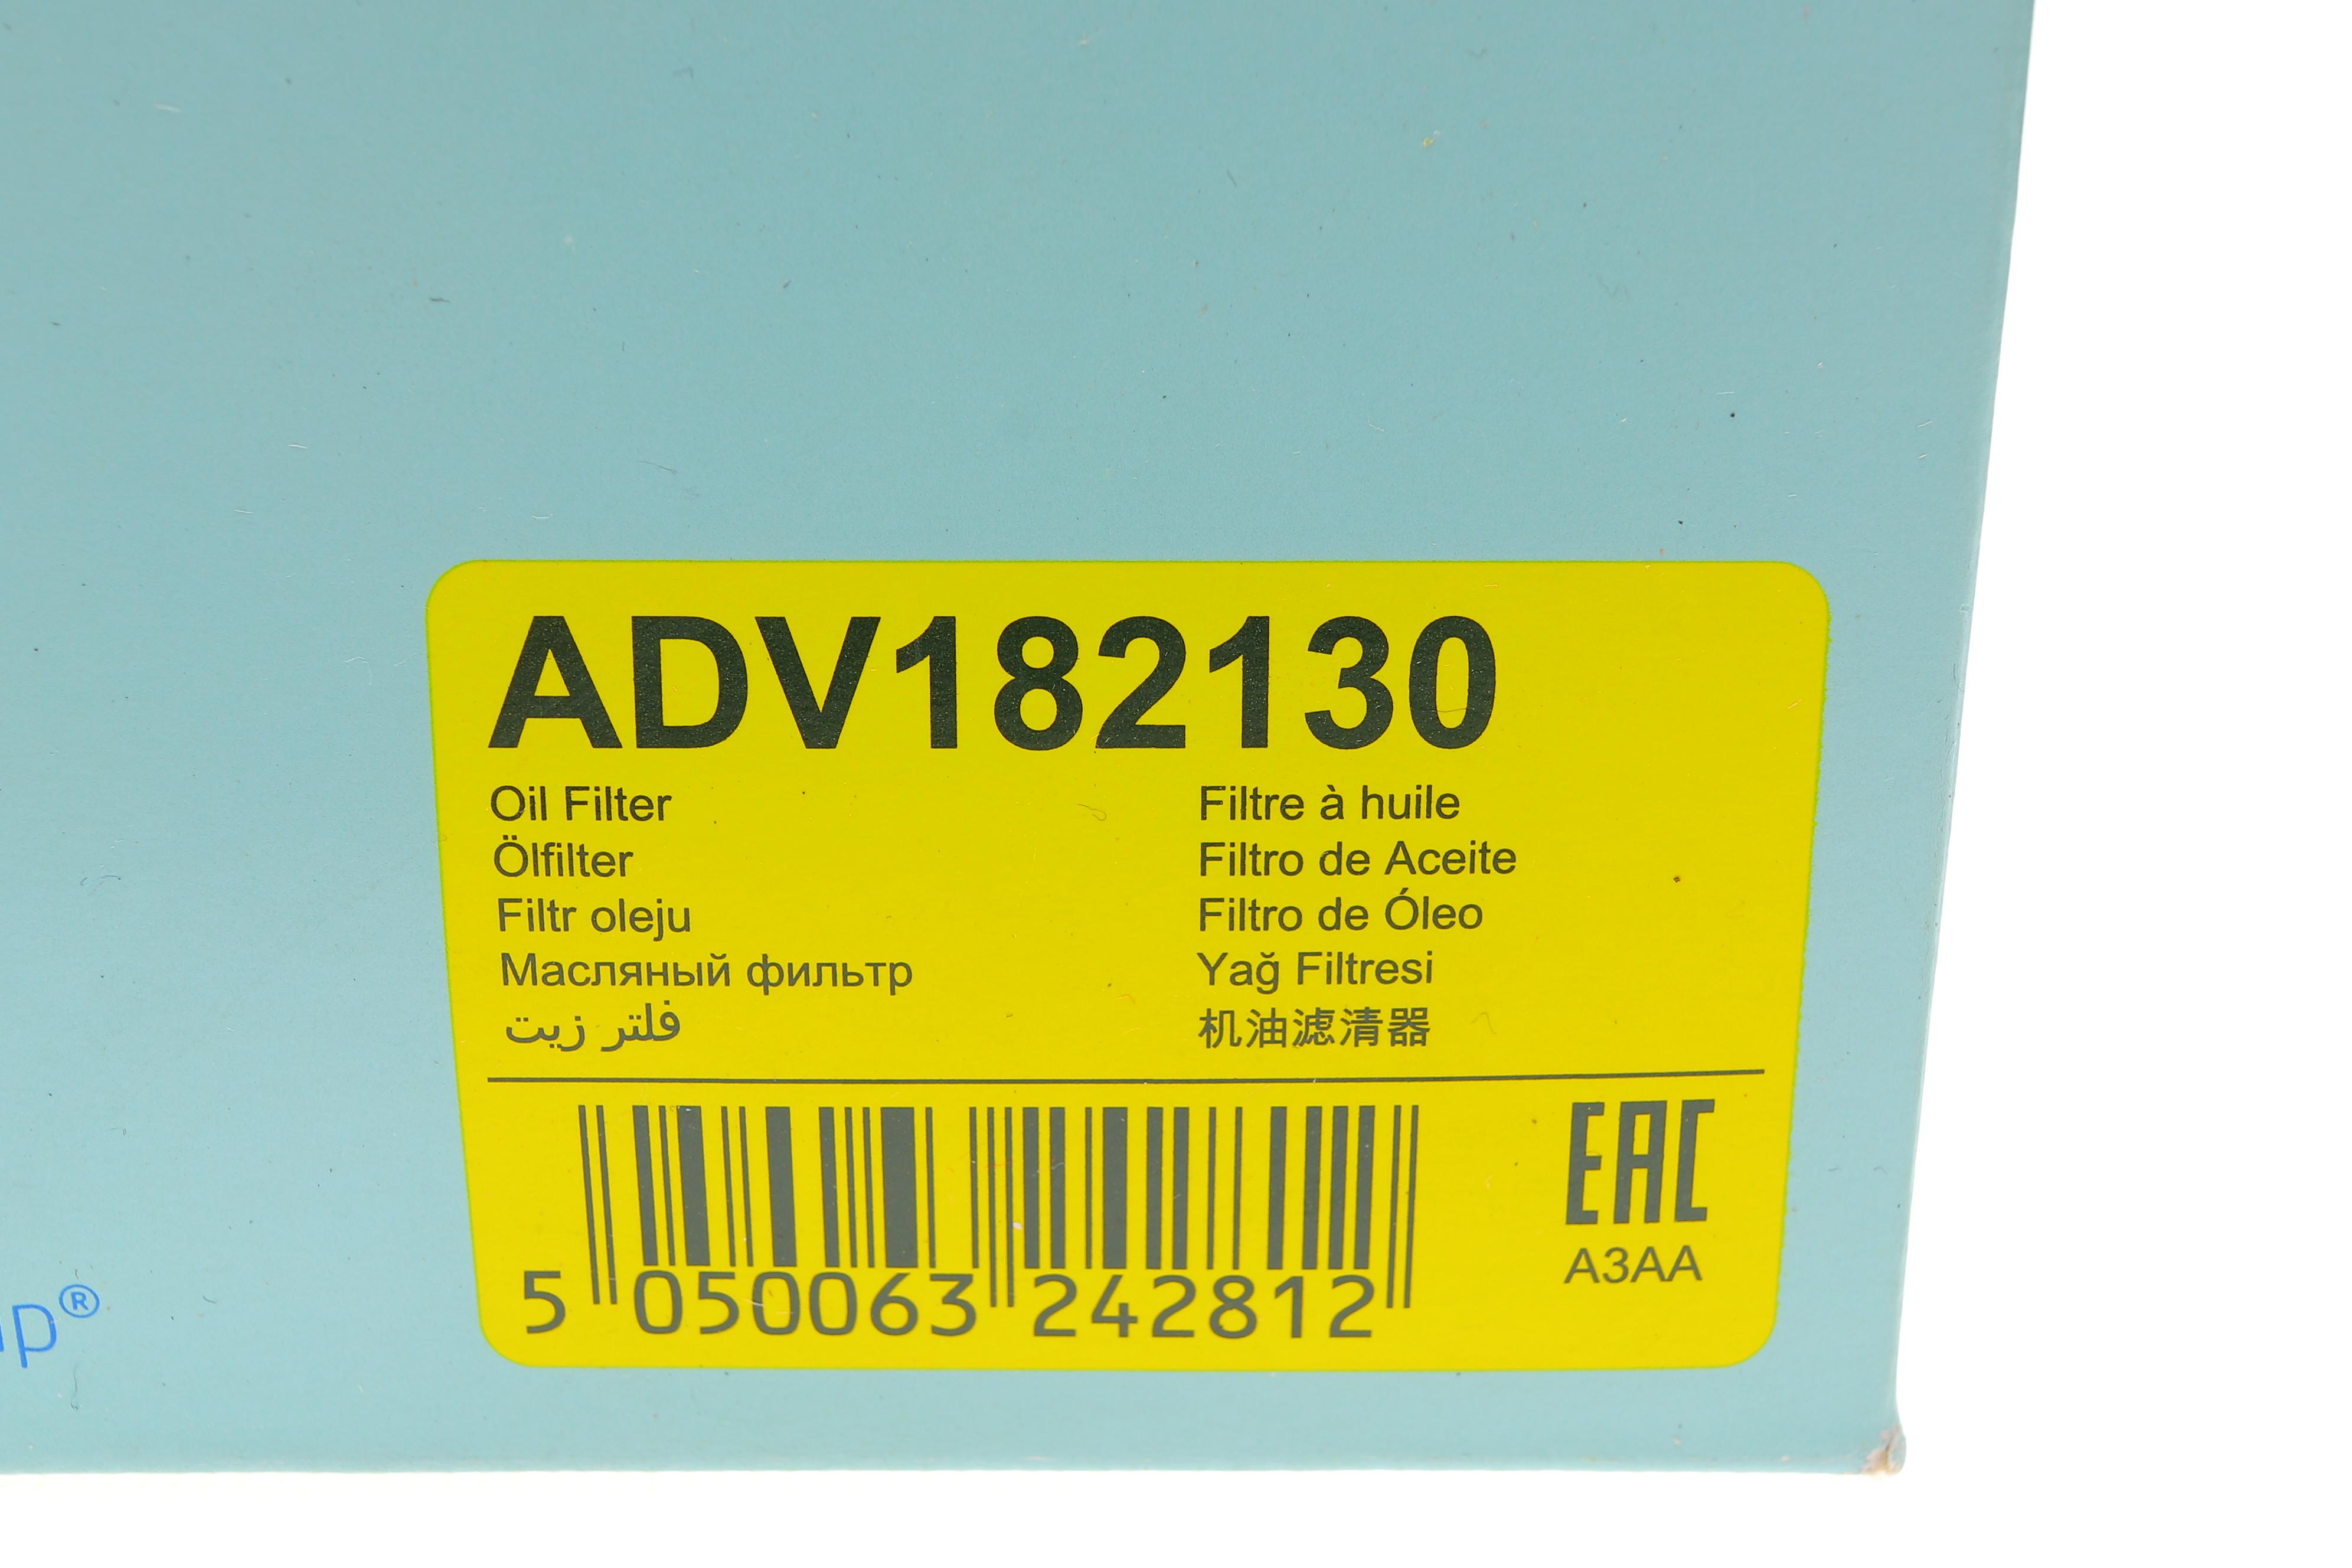 ADV182130
Oil Filter
Ölfilter
Filtr oleju
Масляный фильтр
فلتر زيت
Filtre à huile
Filtro de Aceite
Filtro de Óleo
Yağ Filtresi
机油滤清器
5 050063 242812
EAC
A3AA